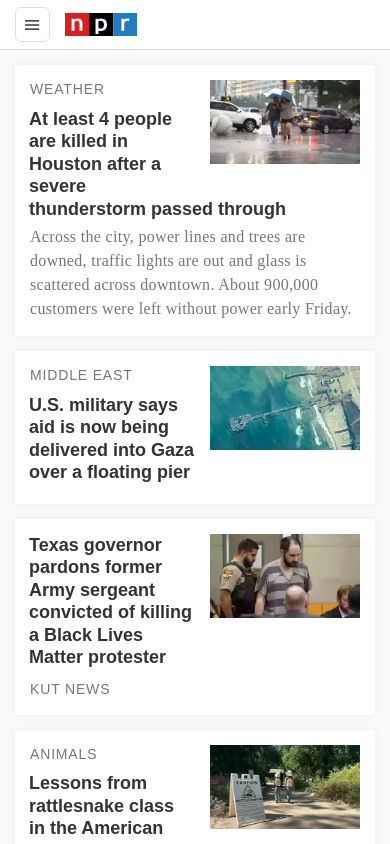 npr
WEATHER
At least 4 people
are killed in
Houston after a
severe
thunderstorm passed through
Across the city, power lines and trees are
downed, traffic lights are out and glass is
scattered across downtown. About 900,000
customers were left without power early Friday.
MIDDLE EAST
U.S. military says
aid is now being
delivered into Gaza
over a floating pier
Texas governor
pardons former
Army sergeant
convicted of killing
a Black Lives
Matter protester
KUT NEWS
ANIMALS
Lessons from
rattlesnake class
in the American